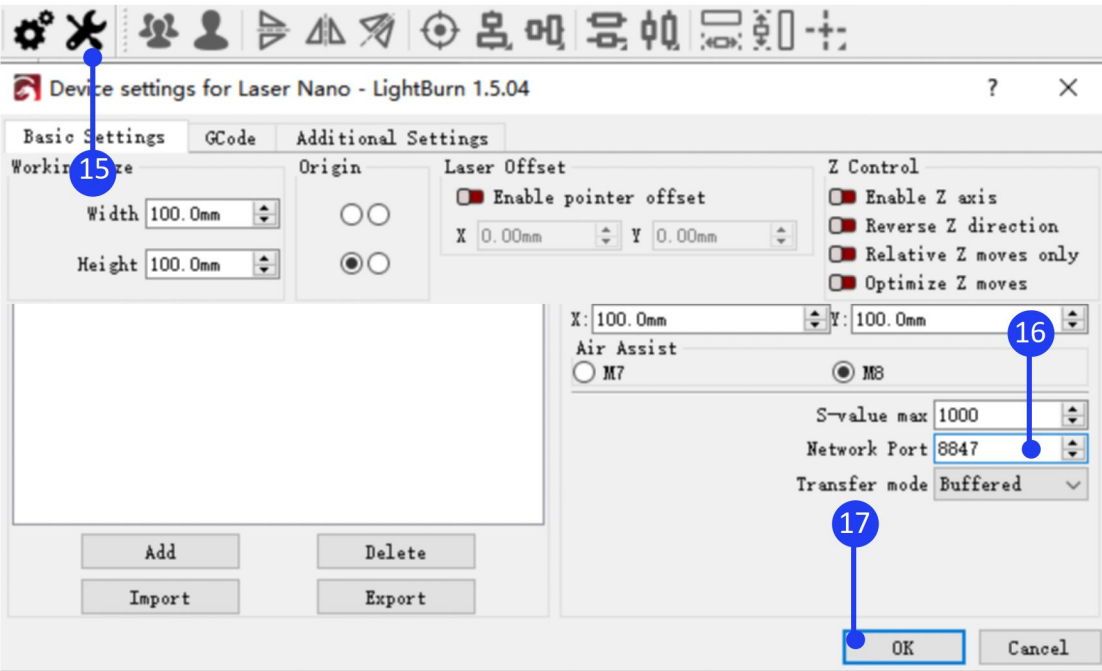 Device settings for Laser Nano - LightBurn 1.5.04 ? ×
15
Basic Settings GCode Additional Settings
Origin Laser Offset Z Control
Enable pointer offset Enable Z axis
Width 100.0mm X 0.00mm Y 0.00mm Reverse Z direction
Height 100.0mm Relative Z moves only
Optimize Z moves
X: 100.0mm Y: 100.0mm
16
Air Assist
M7 M8
S-value max 1000
Network Port 8847
Transfer mode Buffered
17
Add Delete
Import Export
OK Cancel